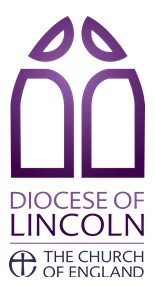 DIOCESE OF
LINCOLN
THE CHURCH
OF ENGLAND